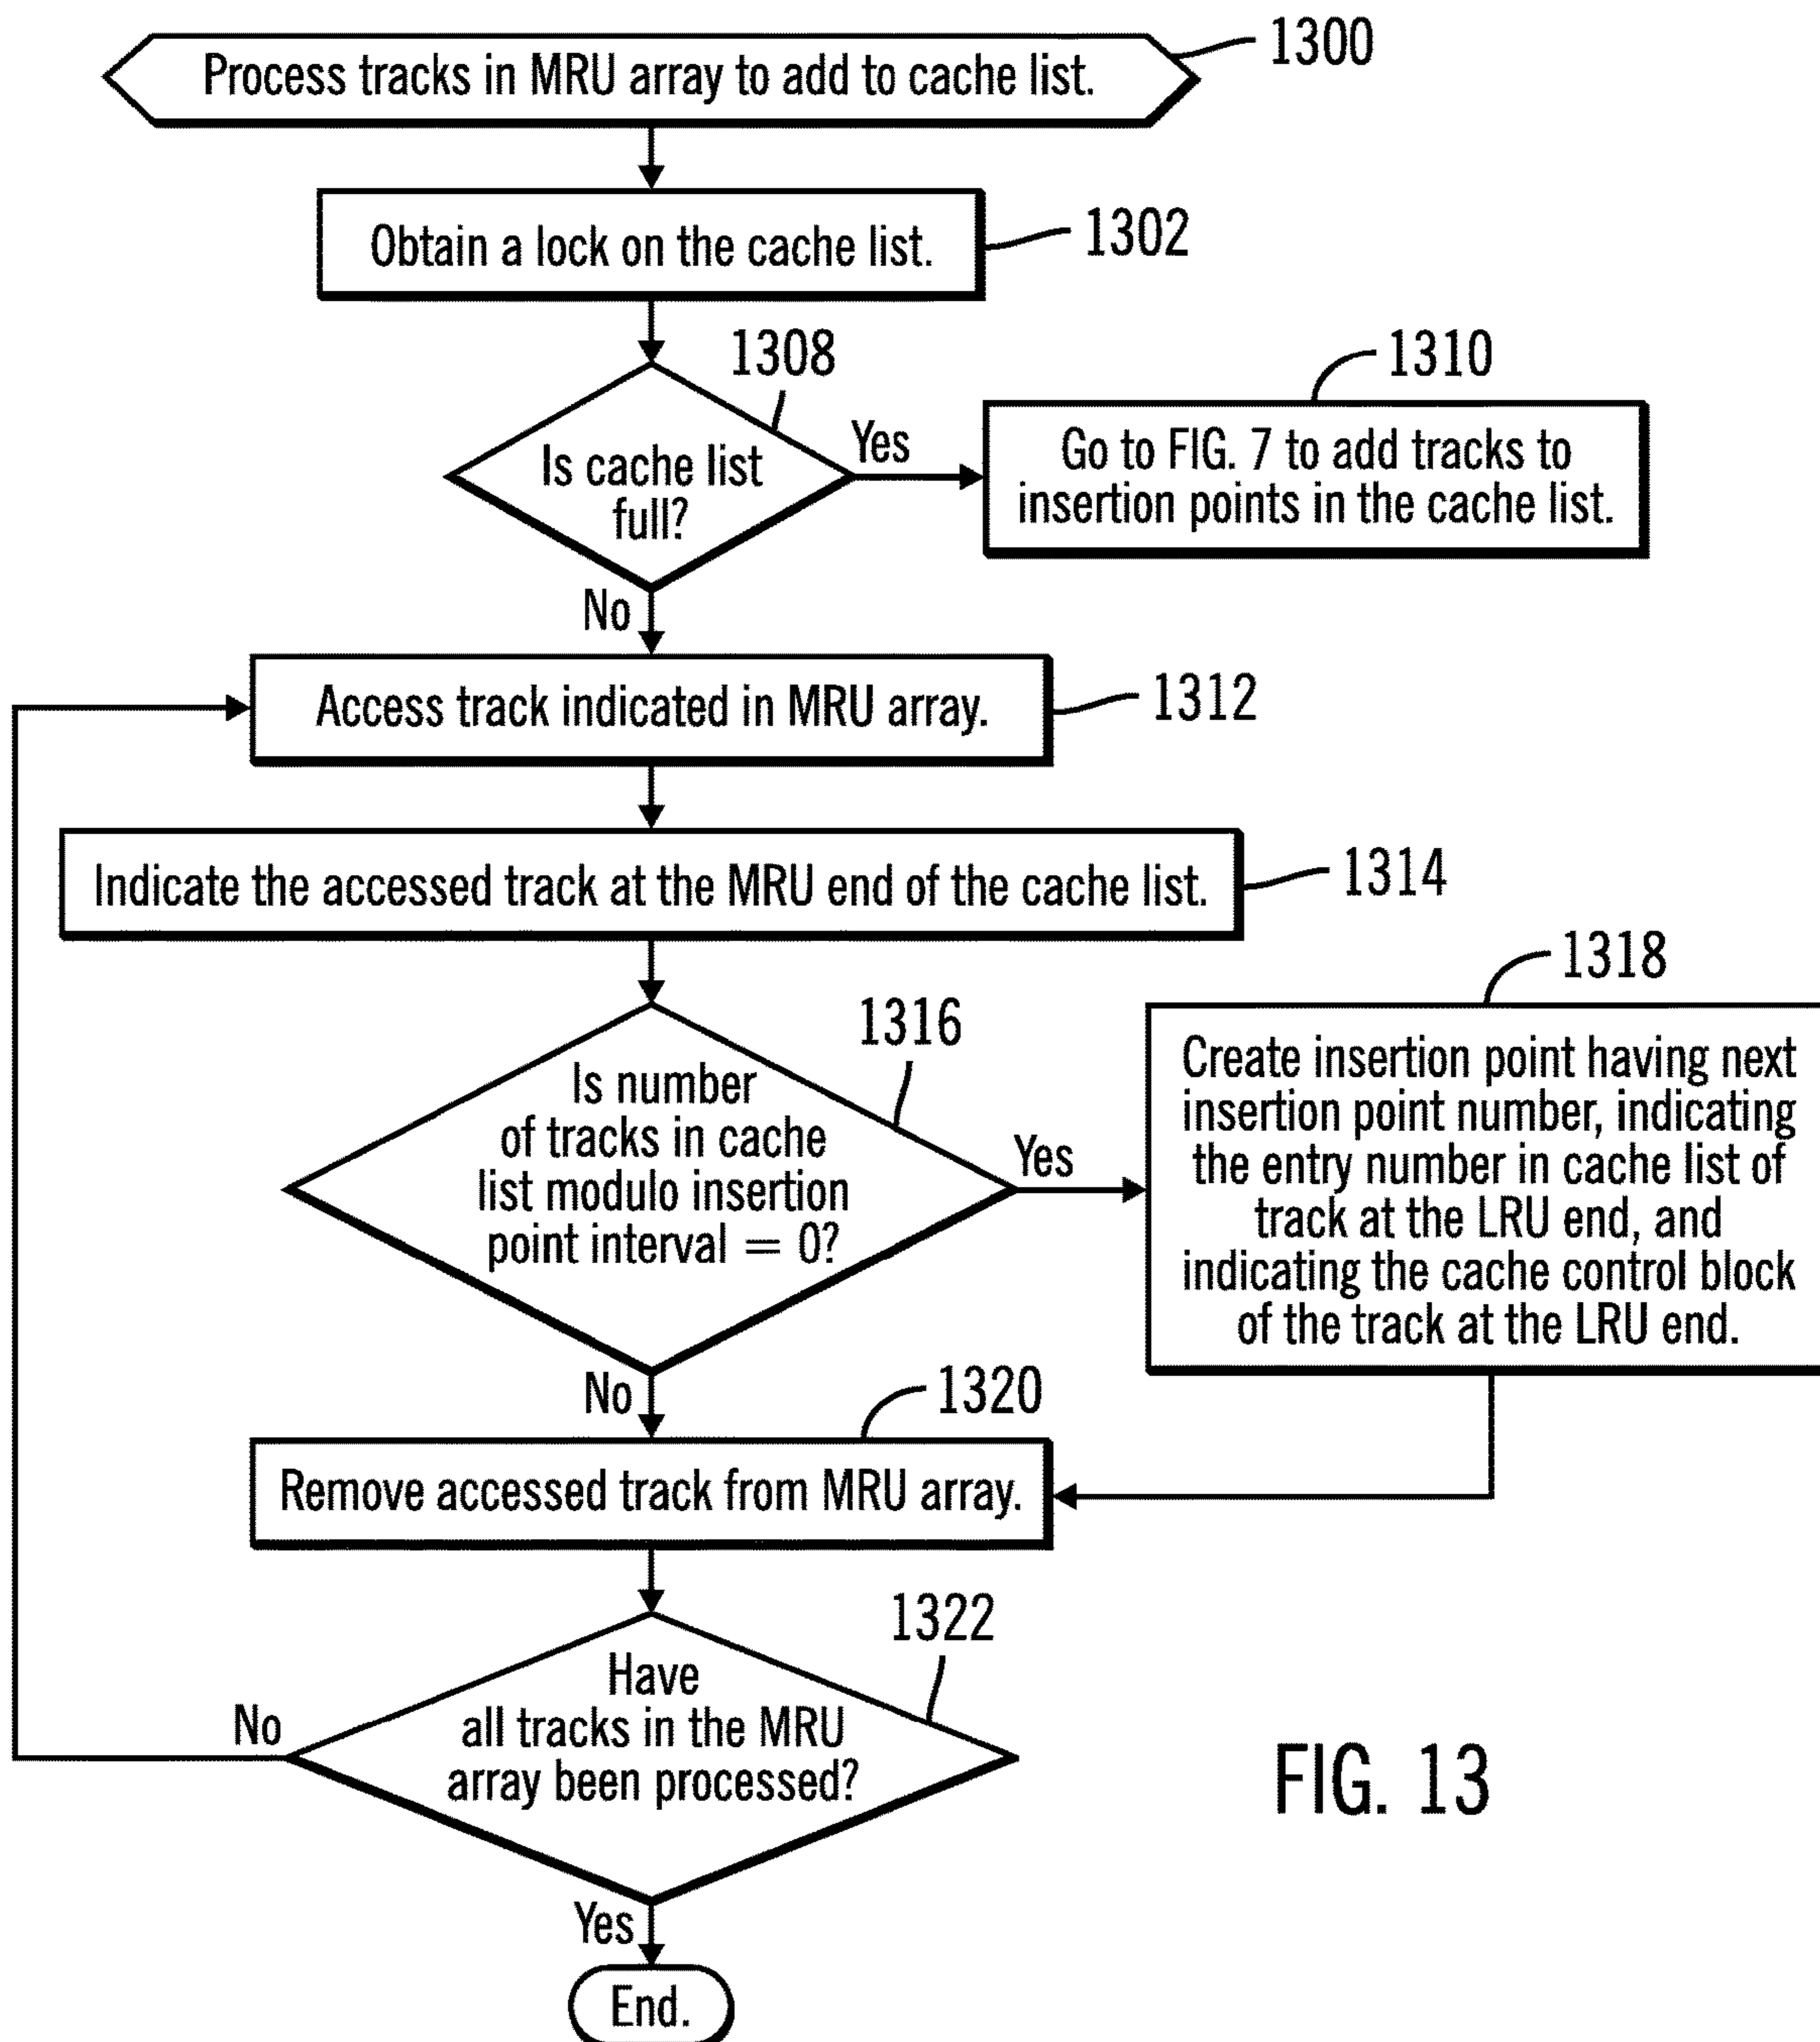 1300
Process tracks in MRU array to add to cache list.
1302
Obtain a lock on the cache list.
1308
Is cache list
full?
Yes
1310
Go to FIG. 7 to add tracks to
insertion points in the cache list.
No
1312
Access track indicated in MRU array.
1314
Indicate the accessed track at the MRU end of the cache list.
1316
Is number
of tracks in cache
list modulo insertion
point interval = 0?
Yes
1318
Create insertion point having next
insertion point number, indicating
the entry number in cache list of
track at the LRU end, and
indicating the cache control block
of the track at the LRU end.
No
1320
Remove accessed track from MRU array.
1322
Have
all tracks in the MRU
array been processed?
No
Yes
End.
FIG. 13